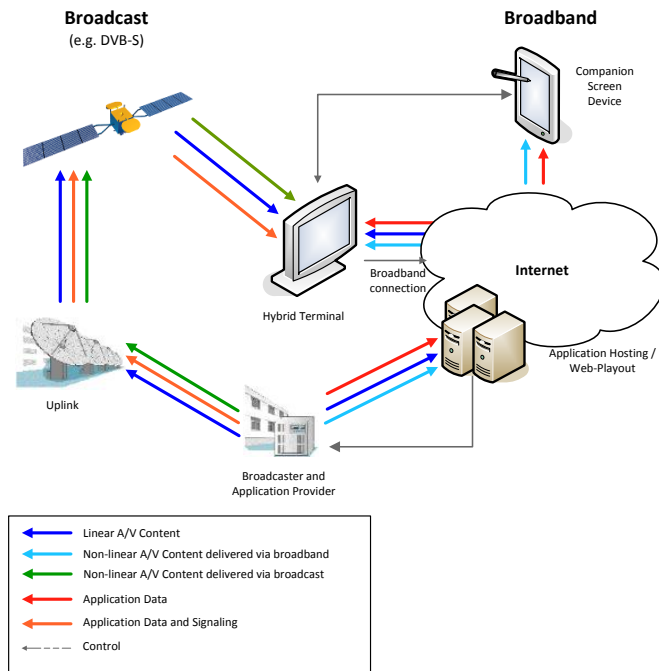 Broadcast
(e.g. DVB-S)
Broadband
Companion
Screen
Device
Internet
Broadband
connection
Hybrid Terminal
Application Hosting /
Web-Playout
Uplink
Broadcaster and
Application Provider
Linear A/V Content
Non-linear A/V Content delivered via broadband
Non-linear A/V Content delivered via broadcast
Application Data
Application Data and Signaling
Control